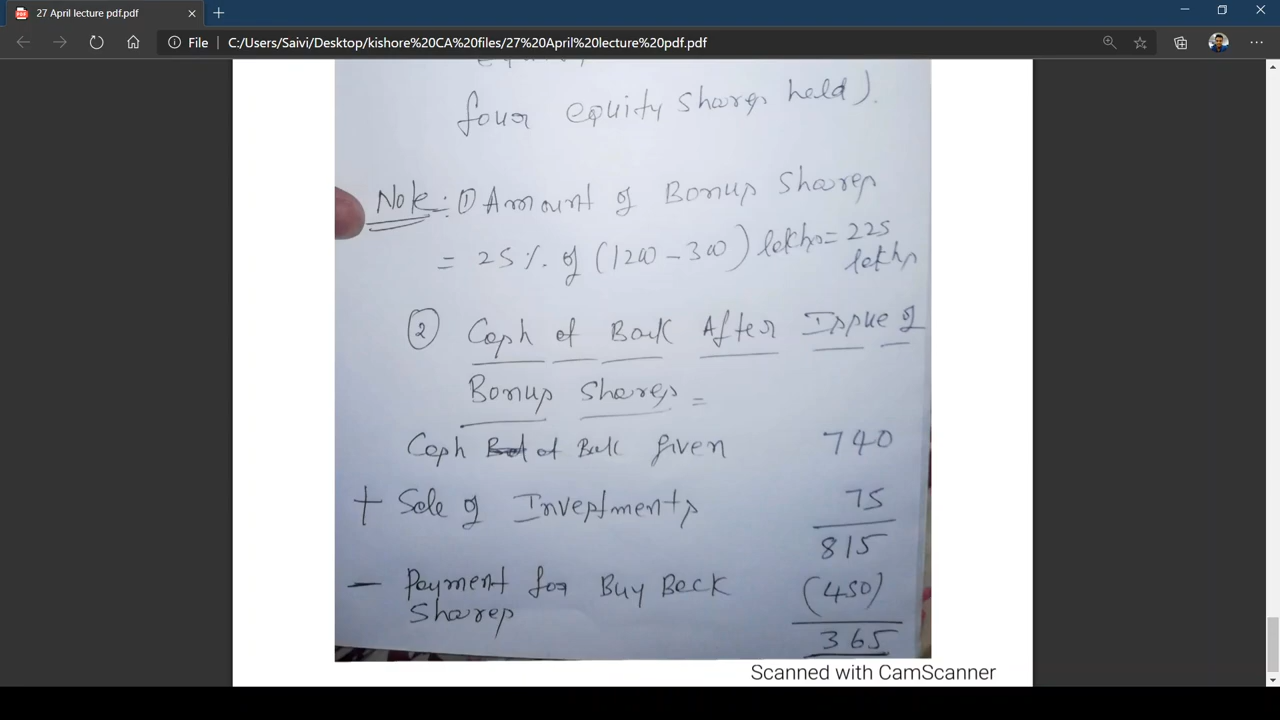 27 April lecture pdf.pdf
File C:/Users/Saivi/Desktop/kishore%20CA%20files/27%20April%20lecture%20pdf.pdf
four equity shares held).
Note: ① Amount of Bonus Shares
= 25 % of (1200 - 300) lakhs = 225
lakhs
② Cash at Bank After Issue of
Bonus Shares =
Cash at Bank given 740
+ Sale of Investments 75
815
- Payment for Buy Back (450)
Shares
365
Scanned with CamScanner